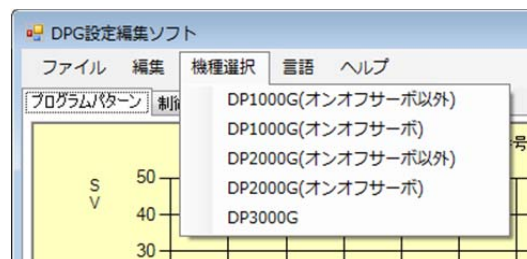 DPG設定編集ソフト
ファイル 編集 機種選択 言語 ヘルプ
プログラムパターン 制
DP1000G(オンオフサーボ以外)
DP1000G(オンオフサーボ)
DP2000G(オンオフサーボ以外)
DP2000G(オンオフサーボ)
DP3000G
号
SV
50
40
30